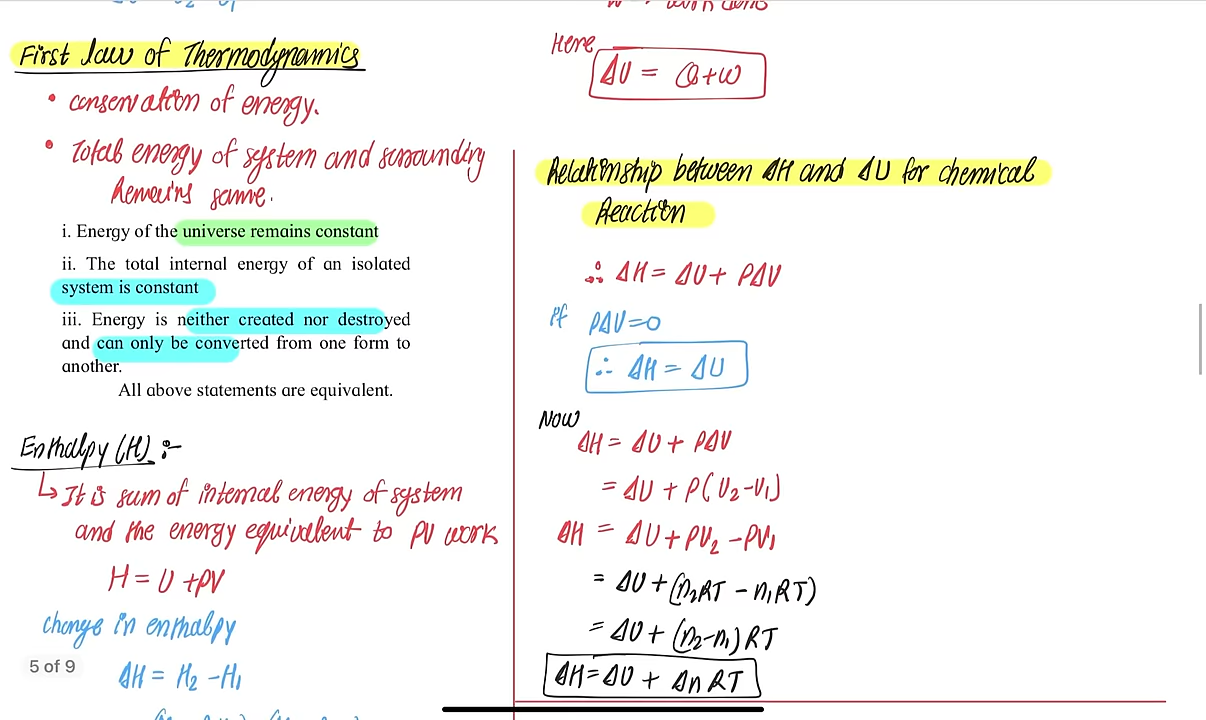 First law of Thermodynamics
• conservation of energy.
• Total energy of system and surrounding
Remains same.
i. Energy of the universe remains constant
ii. The total internal energy of an isolated
system is constant
iii. Energy is neither created nor destroyed
and can only be converted from one form to
another.
All above statements are equivalent.
Enthalpy (H) :-
↳ It is sum of internal energy of system
and the energy equivalent to PV work
H = U + PV
change in enthalpy
5 of 9
ΔH = H₂ - H₁
Here
ΔU = Q+W
Relationship between ΔH and ΔU for chemical
Reaction
∴ ΔH = ΔU + PΔV
If PΔV=0
∴ ΔH = ΔU
Now
ΔH = ΔU + PΔV
= ΔU + P(V₂-V₁)
ΔH = ΔU + PV₂ - PV₁
= ΔU + (n₂RT - n₁RT)
= ΔU + (n₂-n₁) RT
ΔH = ΔU + Δn RT